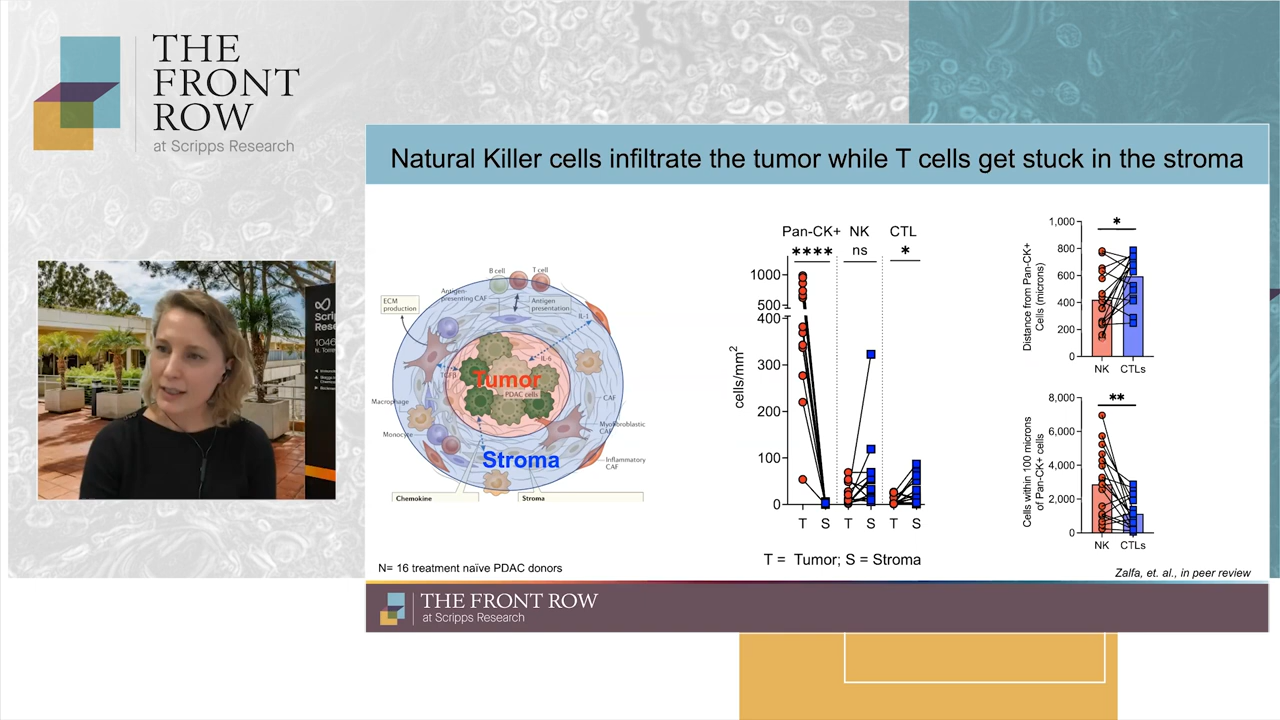 THE
FRONT
ROW
at Scripps Research
Natural Killer cells infiltrate the tumor while T cells get stuck in the stroma
B cell
T cell
ECM
production
Antigen-
presenting CAF
Antigen
presentation
IL-1
IL-6
TGFβ
Tumor
PDAC cells
Macrophage
CAF
Monocyte
Myofibroblastic
CAF
Stroma
Inflammatory
CAF
Chemokine
Stroma
N= 16 treatment naïve PDAC donors
Pan-CK+ NK CTL
**** ns *
cells/mm2
1000
500
400
300
200
100
0
T S T S T S
T = Tumor; S = Stroma
*
Distance from Pan-CK+
Cells (microns)
1,000
800
600
400
200
0
NK CTLs
**
Cells within 100 microns
of Pan-CK+ cells
8,000
6,000
4,000
2,000
0
NK CTLs
Zalfa, et. al., in peer review
THE FRONT ROW
at Scripps Research